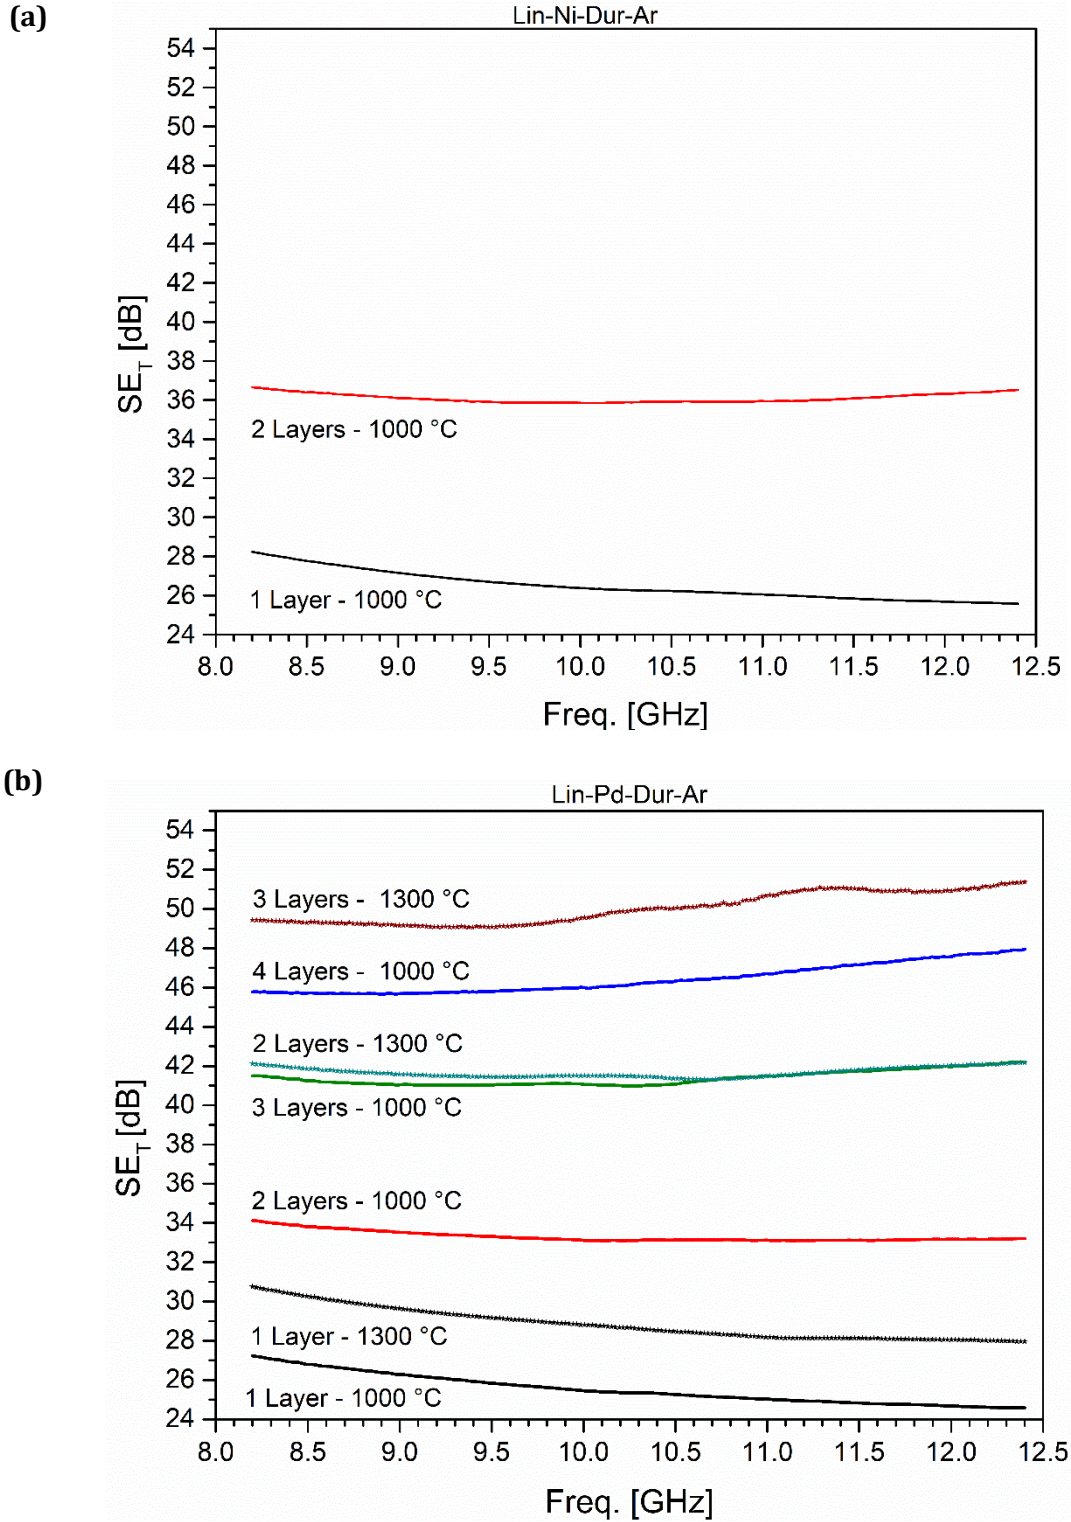 (a)
Lin-Ni-Dur-Ar
54
52
50
48
46
44
42
40
38
36
34
32
30
28
26
24
SE_T [dB]
2 Layers - 1000 °C
1 Layer - 1000 °C
8.0 8.5 9.0 9.5 10.0 10.5 11.0 11.5 12.0 12.5
Freq. [GHz]
(b)
Lin-Pd-Dur-Ar
54
52
50
48
46
44
42
40
38
36
34
32
30
28
26
24
SE_T [dB]
3 Layers - 1300 °C
4 Layers - 1000 °C
2 Layers - 1300 °C
3 Layers - 1000 °C
2 Layers - 1000 °C
1 Layer - 1300 °C
1 Layer - 1000 °C
8.0 8.5 9.0 9.5 10.0 10.5 11.0 11.5 12.0 12.5
Freq. [GHz]